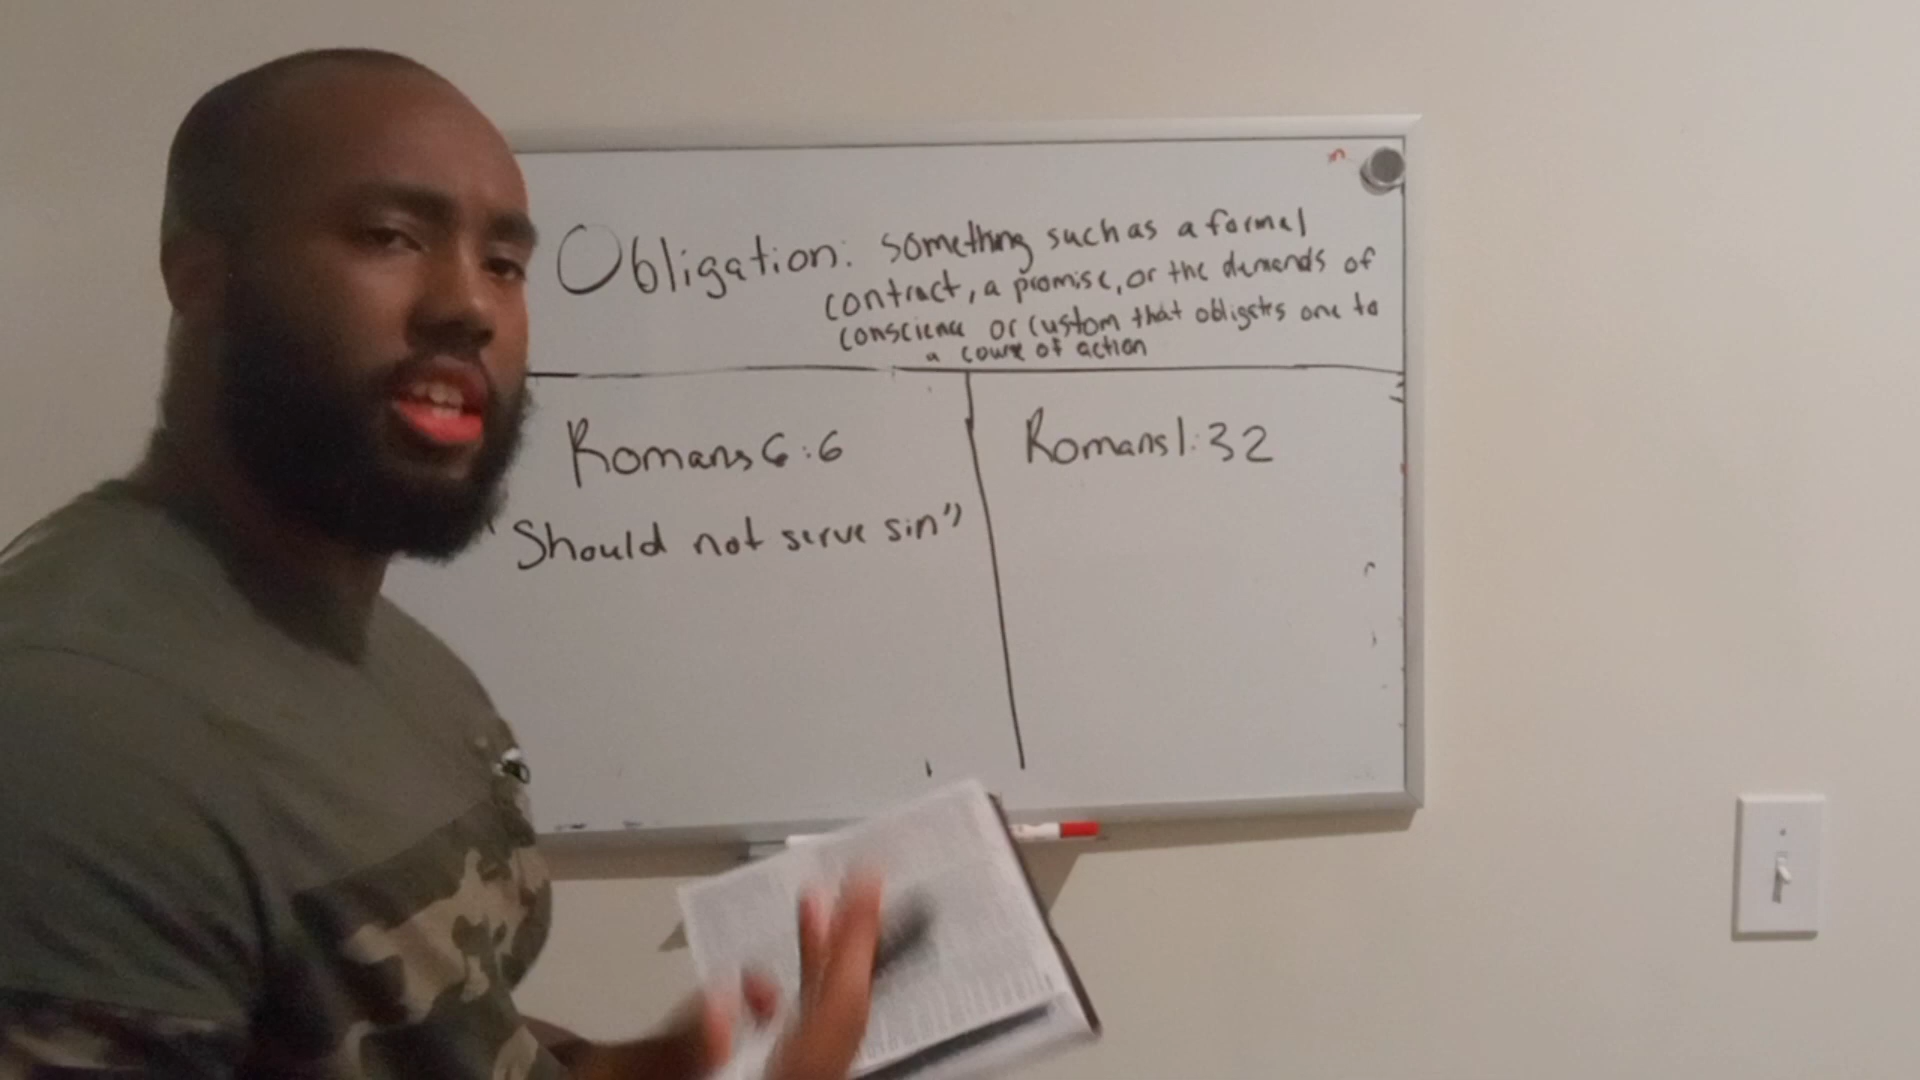 Obligation: something such as a formal
contract, a promise, or the demands of
conscience or custom that obligates one to
a course of action
Romans 6:6
Romans 1:32
"Should not serve sin"